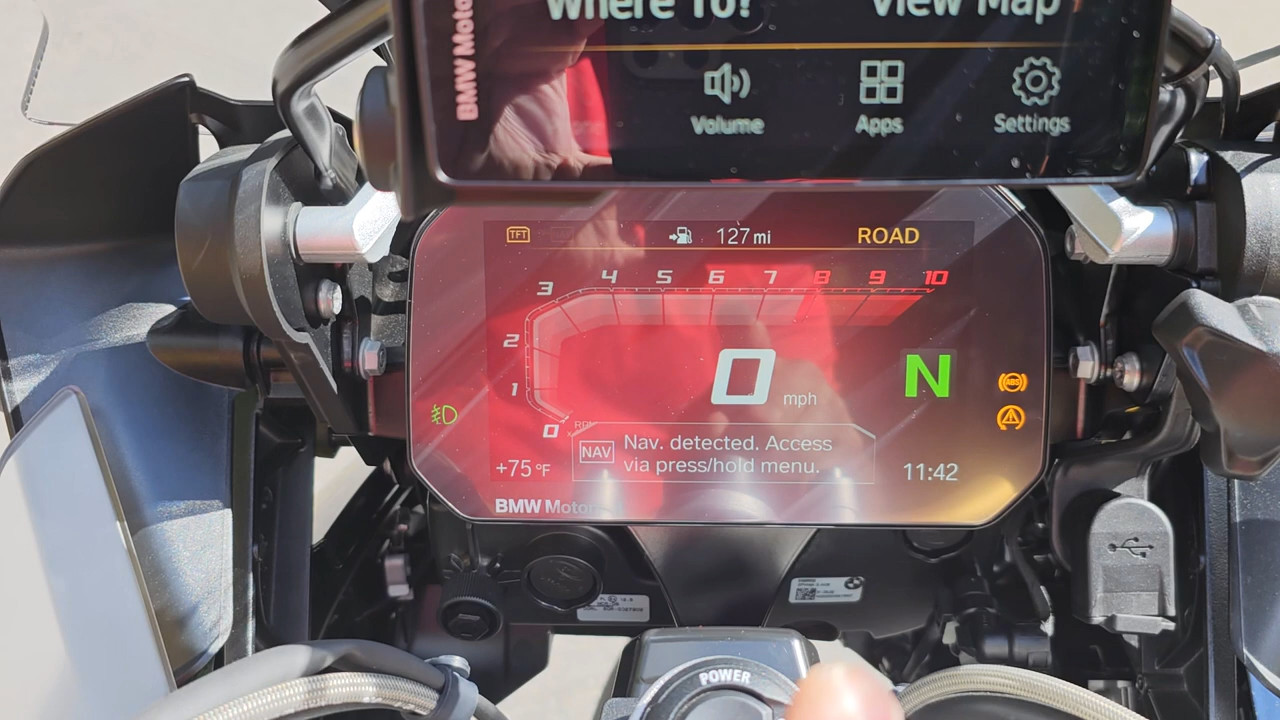 BMW Moto
Where To?
View Map
Volume
Apps
Settings
TFT
127 mi
ROAD
0
1
2
3
4
5
6
7
8
9
10
0 mph
N
ABS
NAV
Nav. detected. Access
via press/hold menu.
+75 °F
11:42
BMW Motor
POWER